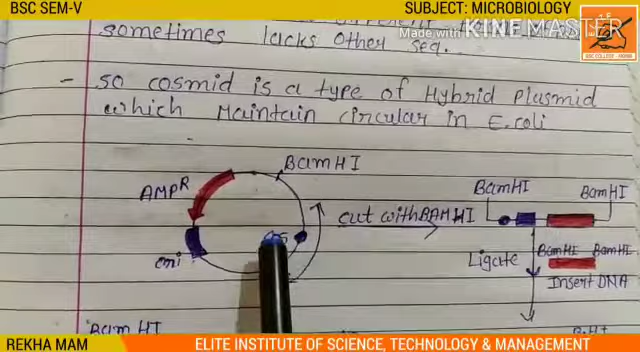 BSC SEM-V
SUBJECT: MICROBIOLOGY
Made with KINEMASTER
sometimes lacks other seq.
- so cosmid is a type of Hybrid plasmid
which Maintain circular in E.coli
BamHI
AMPR
cos
ori
cut with BAMHI
BamHI
BamHI
Ligate
BamHI BamHI
Insert DNA
BamHI
REKHA MAM
ELITE INSTITUTE OF SCIENCE, TECHNOLOGY & MANAGEMENT